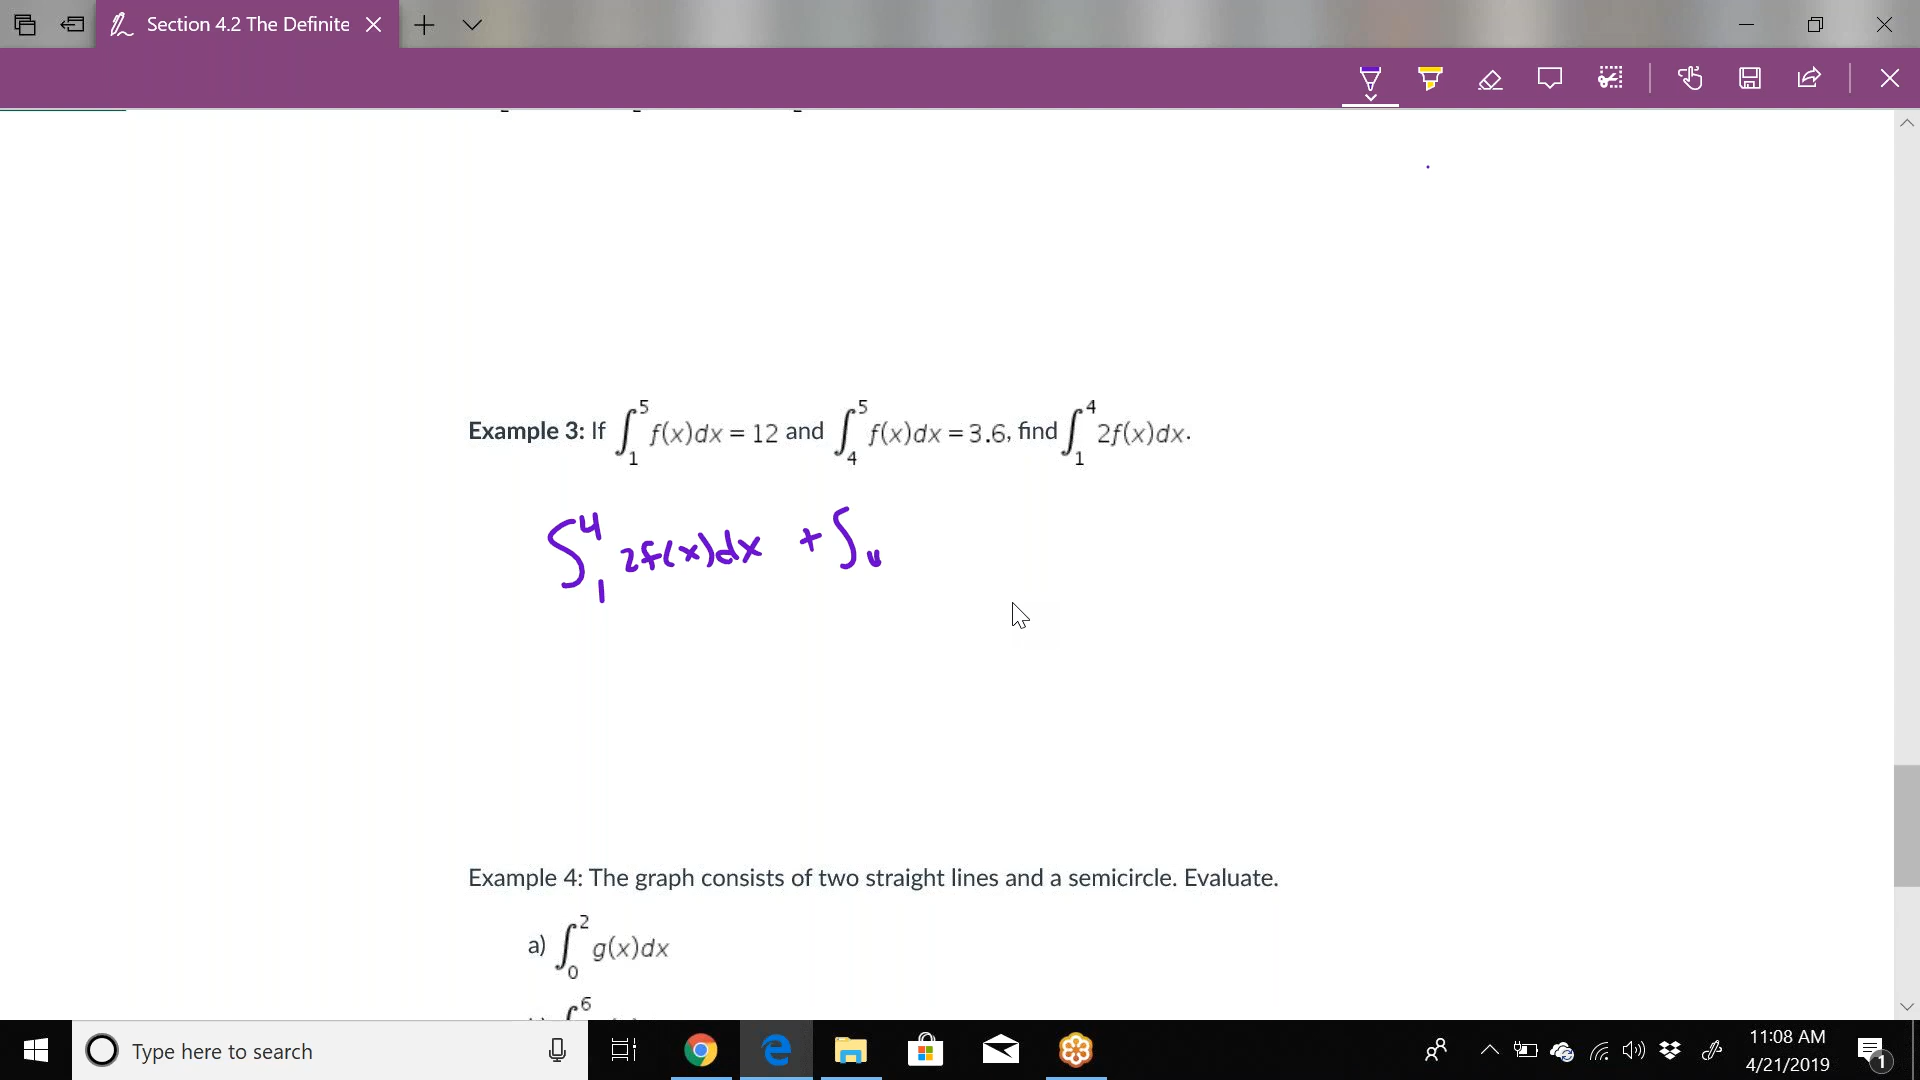 Section 4.2 The Definite
Example 3: If ∫₁⁵ f(x)dx = 12 and ∫₄⁵ f(x)dx = 3.6, find ∫₁⁴ 2f(x)dx.
∫₁⁴ 2f(x)dx + ∫
Example 4: The graph consists of two straight lines and a semicircle. Evaluate.
a) ∫₀² g(x)dx
∫⁶
Type here to search
11:08 AM
4/21/2019
1